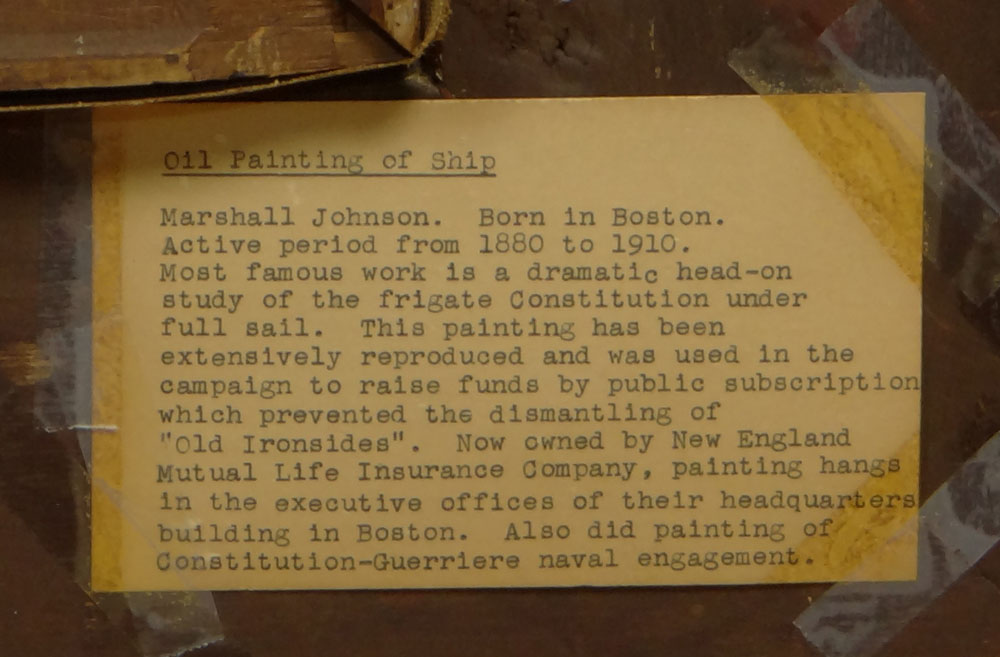 Oil Painting of Ship
Marshall Johnson.  Born in Boston.
Active period from 1880 to 1910.
Most famous work is a dramatic head-on
study of the frigate Constitution under
full sail.  This painting has been
extensively reproduced and was used in the
campaign to raise funds by public subscription
which prevented the dismantling of
"Old Ironsides".  Now owned by New England
Mutual Life Insurance Company, painting hangs
in the executive offices of their headquarters
building in Boston.  Also did painting of
Constitution-Guerriere naval engagement.